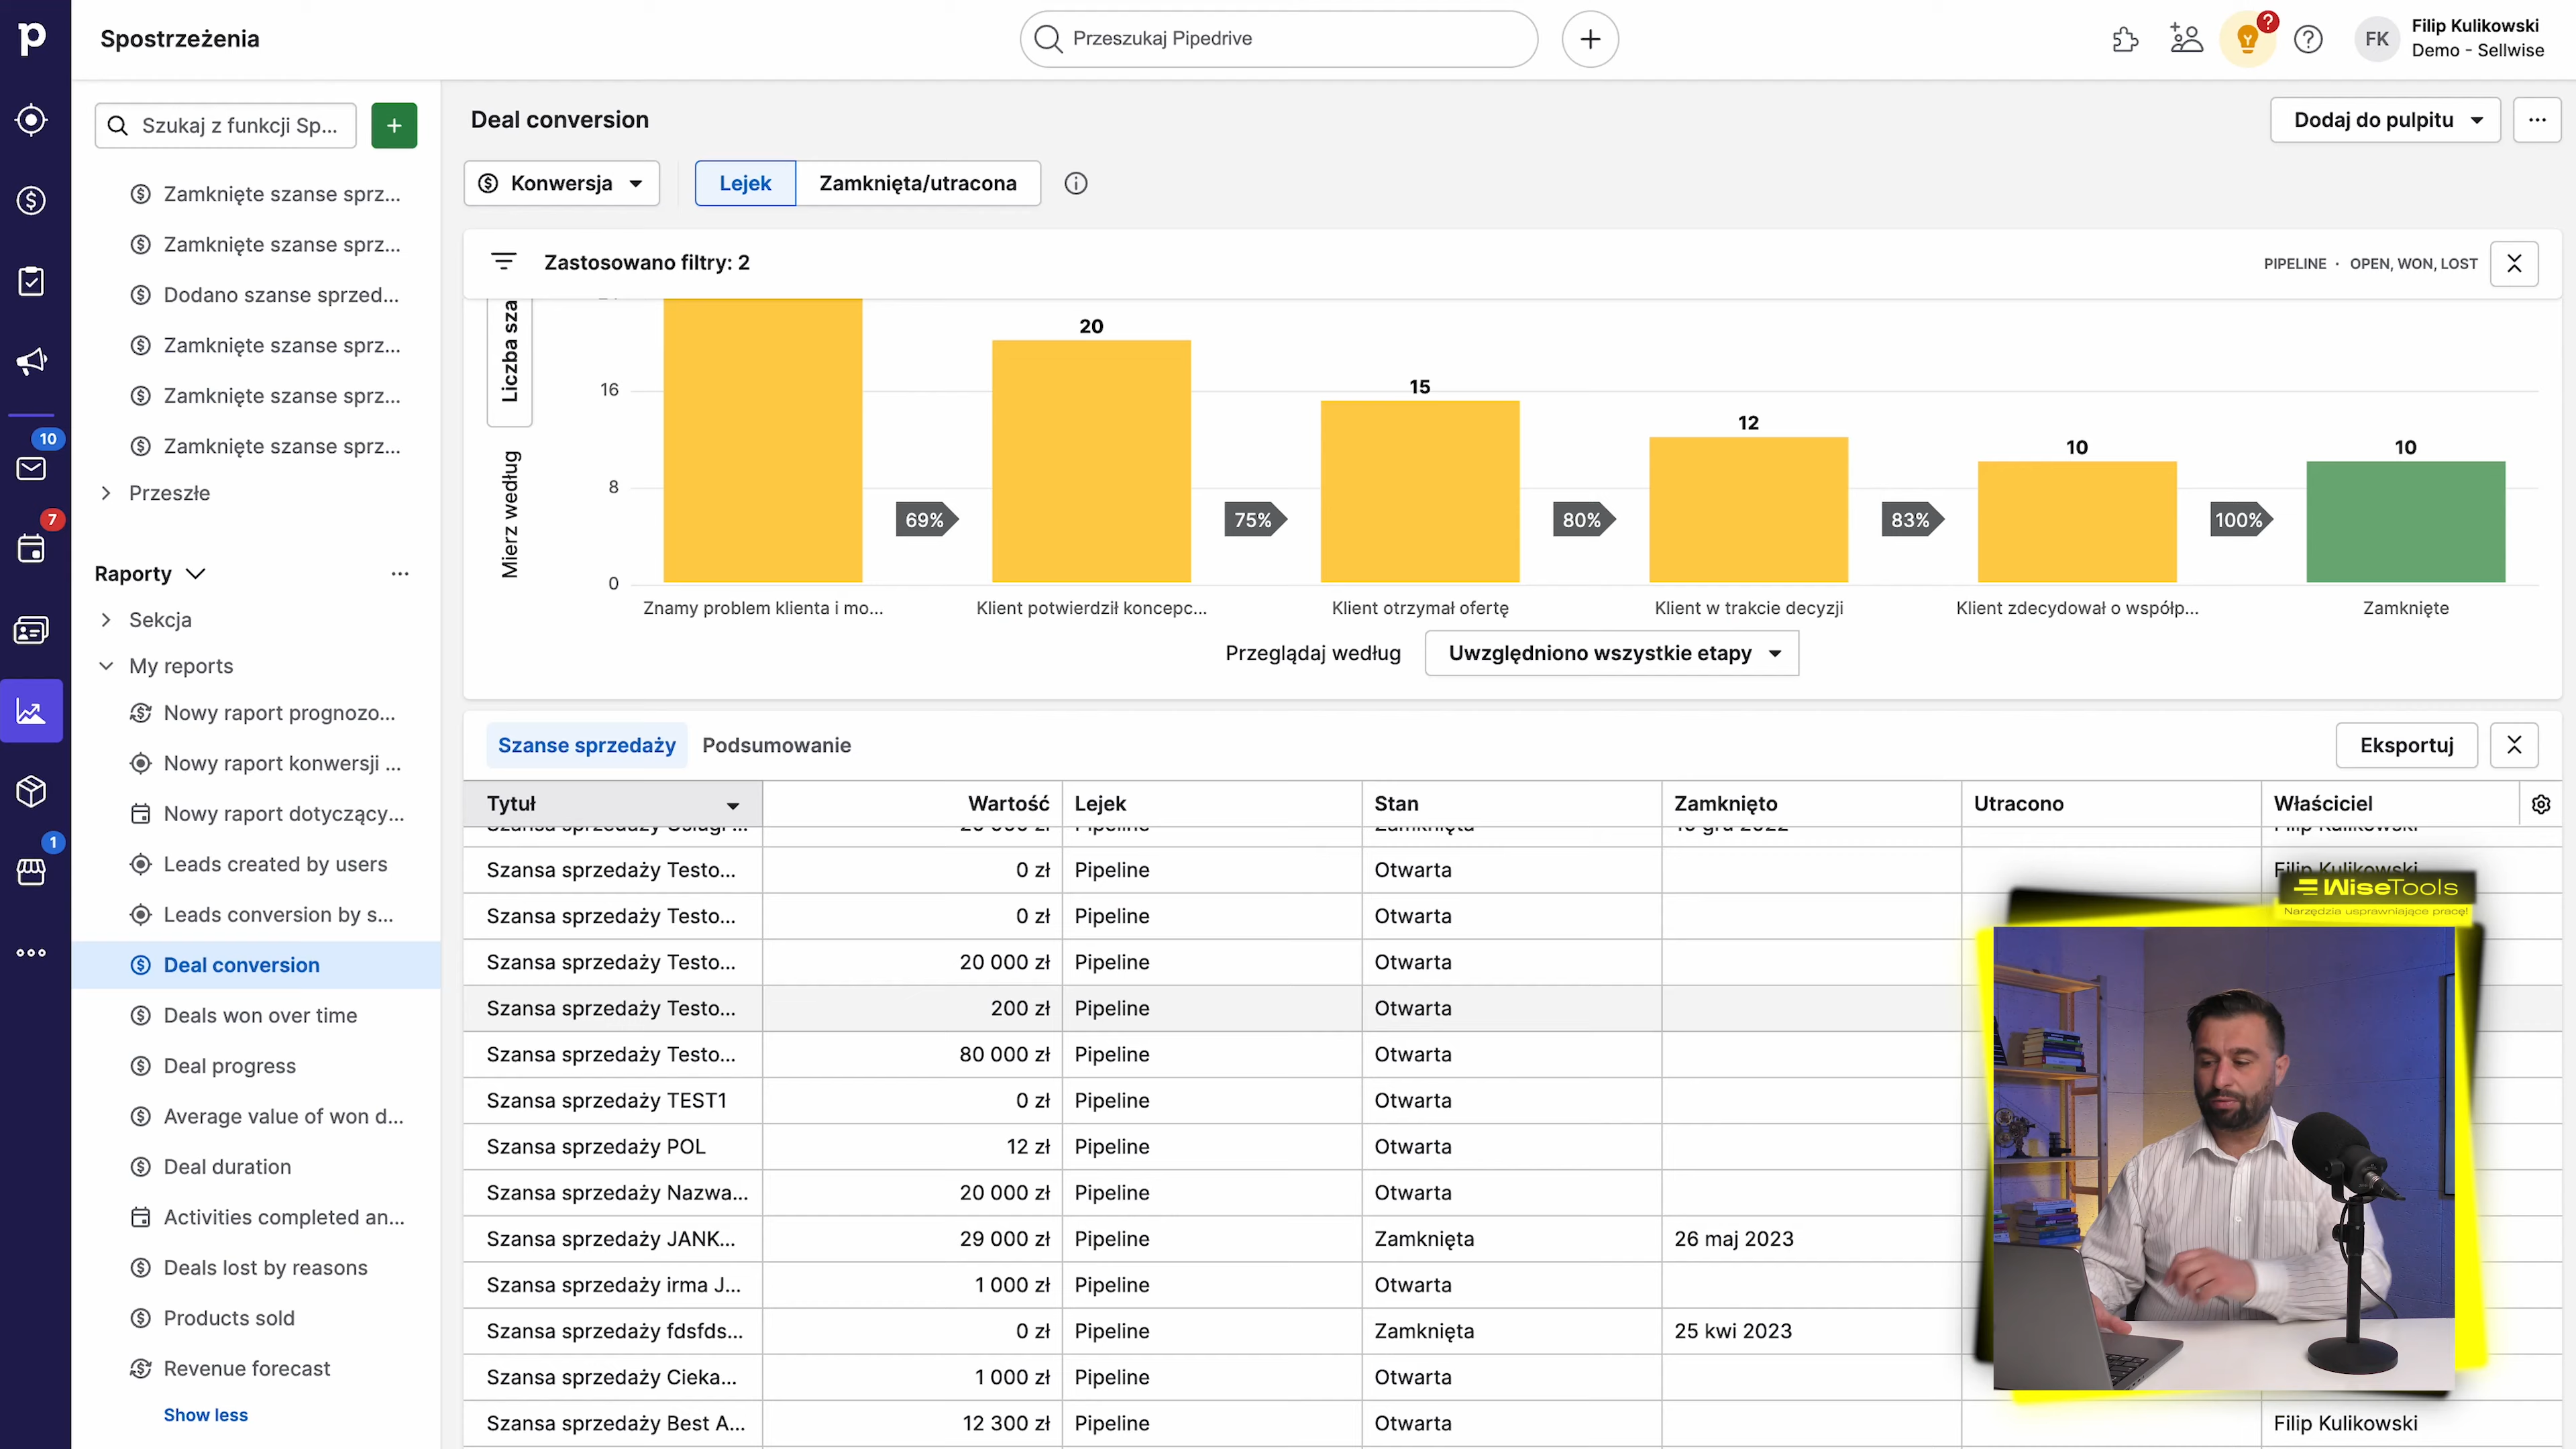 Spostrzeżenia
Przeszukaj Pipedrive
?
FK
Filip Kulikowski
Demo - Sellwise
Szukaj z funkcji Sp...
Zamknięte szanse sprz...
Zamknięte szanse sprz...
Dodano szanse sprzed...
Zamknięte szanse sprz...
Zamknięte szanse sprz...
Zamknięte szanse sprz...
Przeszłe
Raporty
Sekcja
My reports
Nowy raport prognozo...
Nowy raport konwersji ...
Nowy raport dotyczący...
Leads created by users
Leads conversion by s...
Deal conversion
Deals won over time
Deal progress
Average value of won d...
Deal duration
Activities completed an...
Deals lost by reasons
Products sold
Revenue forecast
Show less
10
7
1
Deal conversion
Dodaj do pulpitu
Konwersja
Lejek
Zamknięta/utracona
Zastosowano filtry: 2
PIPELINE · OPEN, WON, LOST
Liczba sza
Mierz według
16
8
0
20
15
12
10
10
69%
75%
80%
83%
100%
Znamy problem klienta i mo...
Klient potwierdził koncepc...
Klient otrzymał ofertę
Klient w trakcie decyzji
Klient zdecydował o współp...
Zamknięte
Przeglądaj według
Uwzględniono wszystkie etapy
Szanse sprzedaży
Podsumowanie
Eksportuj
Tytuł Wartość Lejek Stan Zamknięto Utracono Właściciel
Szansa sprzedaży Testo... 0 zł Pipeline Otwarta Filip Kulikowski
Szansa sprzedaży Testo... 0 zł Pipeline Otwarta
Szansa sprzedaży Testo... 20 000 zł Pipeline Otwarta
Szansa sprzedaży Testo... 200 zł Pipeline Otwarta
Szansa sprzedaży Testo... 80 000 zł Pipeline Otwarta
Szansa sprzedaży TEST1 0 zł Pipeline Otwarta
Szansa sprzedaży POL 12 zł Pipeline Otwarta
Szansa sprzedaży Nazwa... 20 000 zł Pipeline Otwarta
Szansa sprzedaży JANK... 29 000 zł Pipeline Zamknięta 26 maj 2023
Szansa sprzedaży irma J... 1 000 zł Pipeline Otwarta
Szansa sprzedaży fdsfds... 0 zł Pipeline Zamknięta 25 kwi 2023
Szansa sprzedaży Cieka... 1 000 zł Pipeline Otwarta
Szansa sprzedaży Best A... 12 300 zł Pipeline Otwarta Filip Kulikowski
WiseTools
Narzędzia usprawniające pracę!